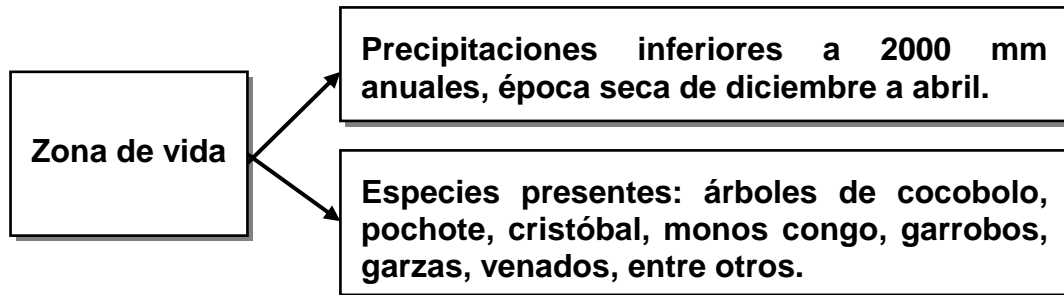 Zona de vida
Precipitaciones inferiores a 2000 mm
anuales, época seca de diciembre a abril.
Especies presentes: árboles de cocobolo,
pochote, cristóbal, monos congo, garrobos,
garzas, venados, entre otros.